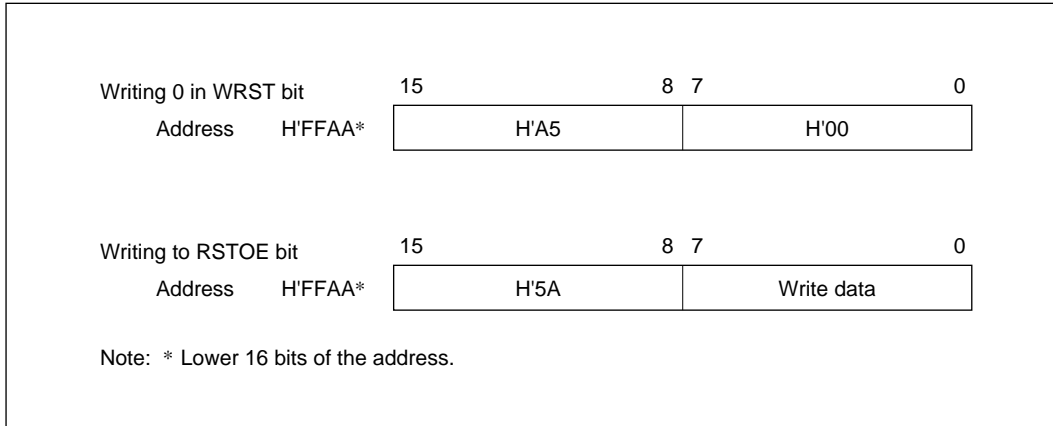 Writing 0 in WRST bit 15 8 7 0
Address H'FFAA* H'A5 H'00
Writing to RSTOE bit 15 8 7 0
Address H'FFAA* H'5A Write data
Note: * Lower 16 bits of the address.